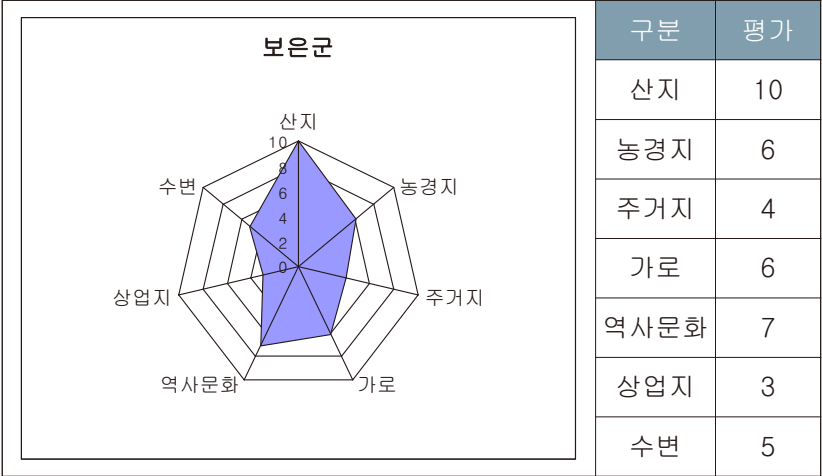 보은군
산지
10
8
6
4
2
0
수변
농경지
상업지
주거지
역사문화
가로
구분 평가
산지 10
농경지 6
주거지 4
가로 6
역사문화 7
상업지 3
수변 5